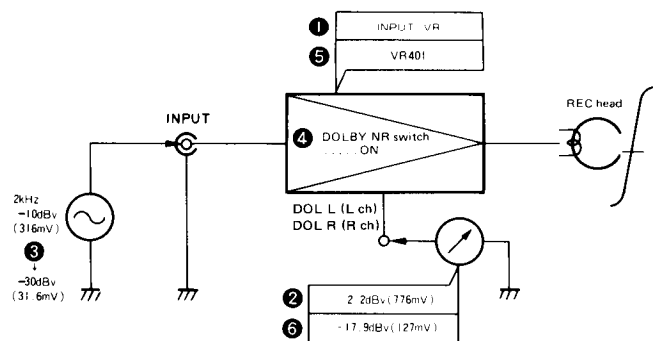 1 INPUT VR
5 VR401
INPUT
4 DOLBY NR switch
......ON
REC head
2kHz
-10dBv
(316mV)
3
↓
-30dBv
(31.6mV)
DOL L (L ch)
DOL R (R ch)
2 2.2dBv(776mV)
6 -17.9dBv(127mV)